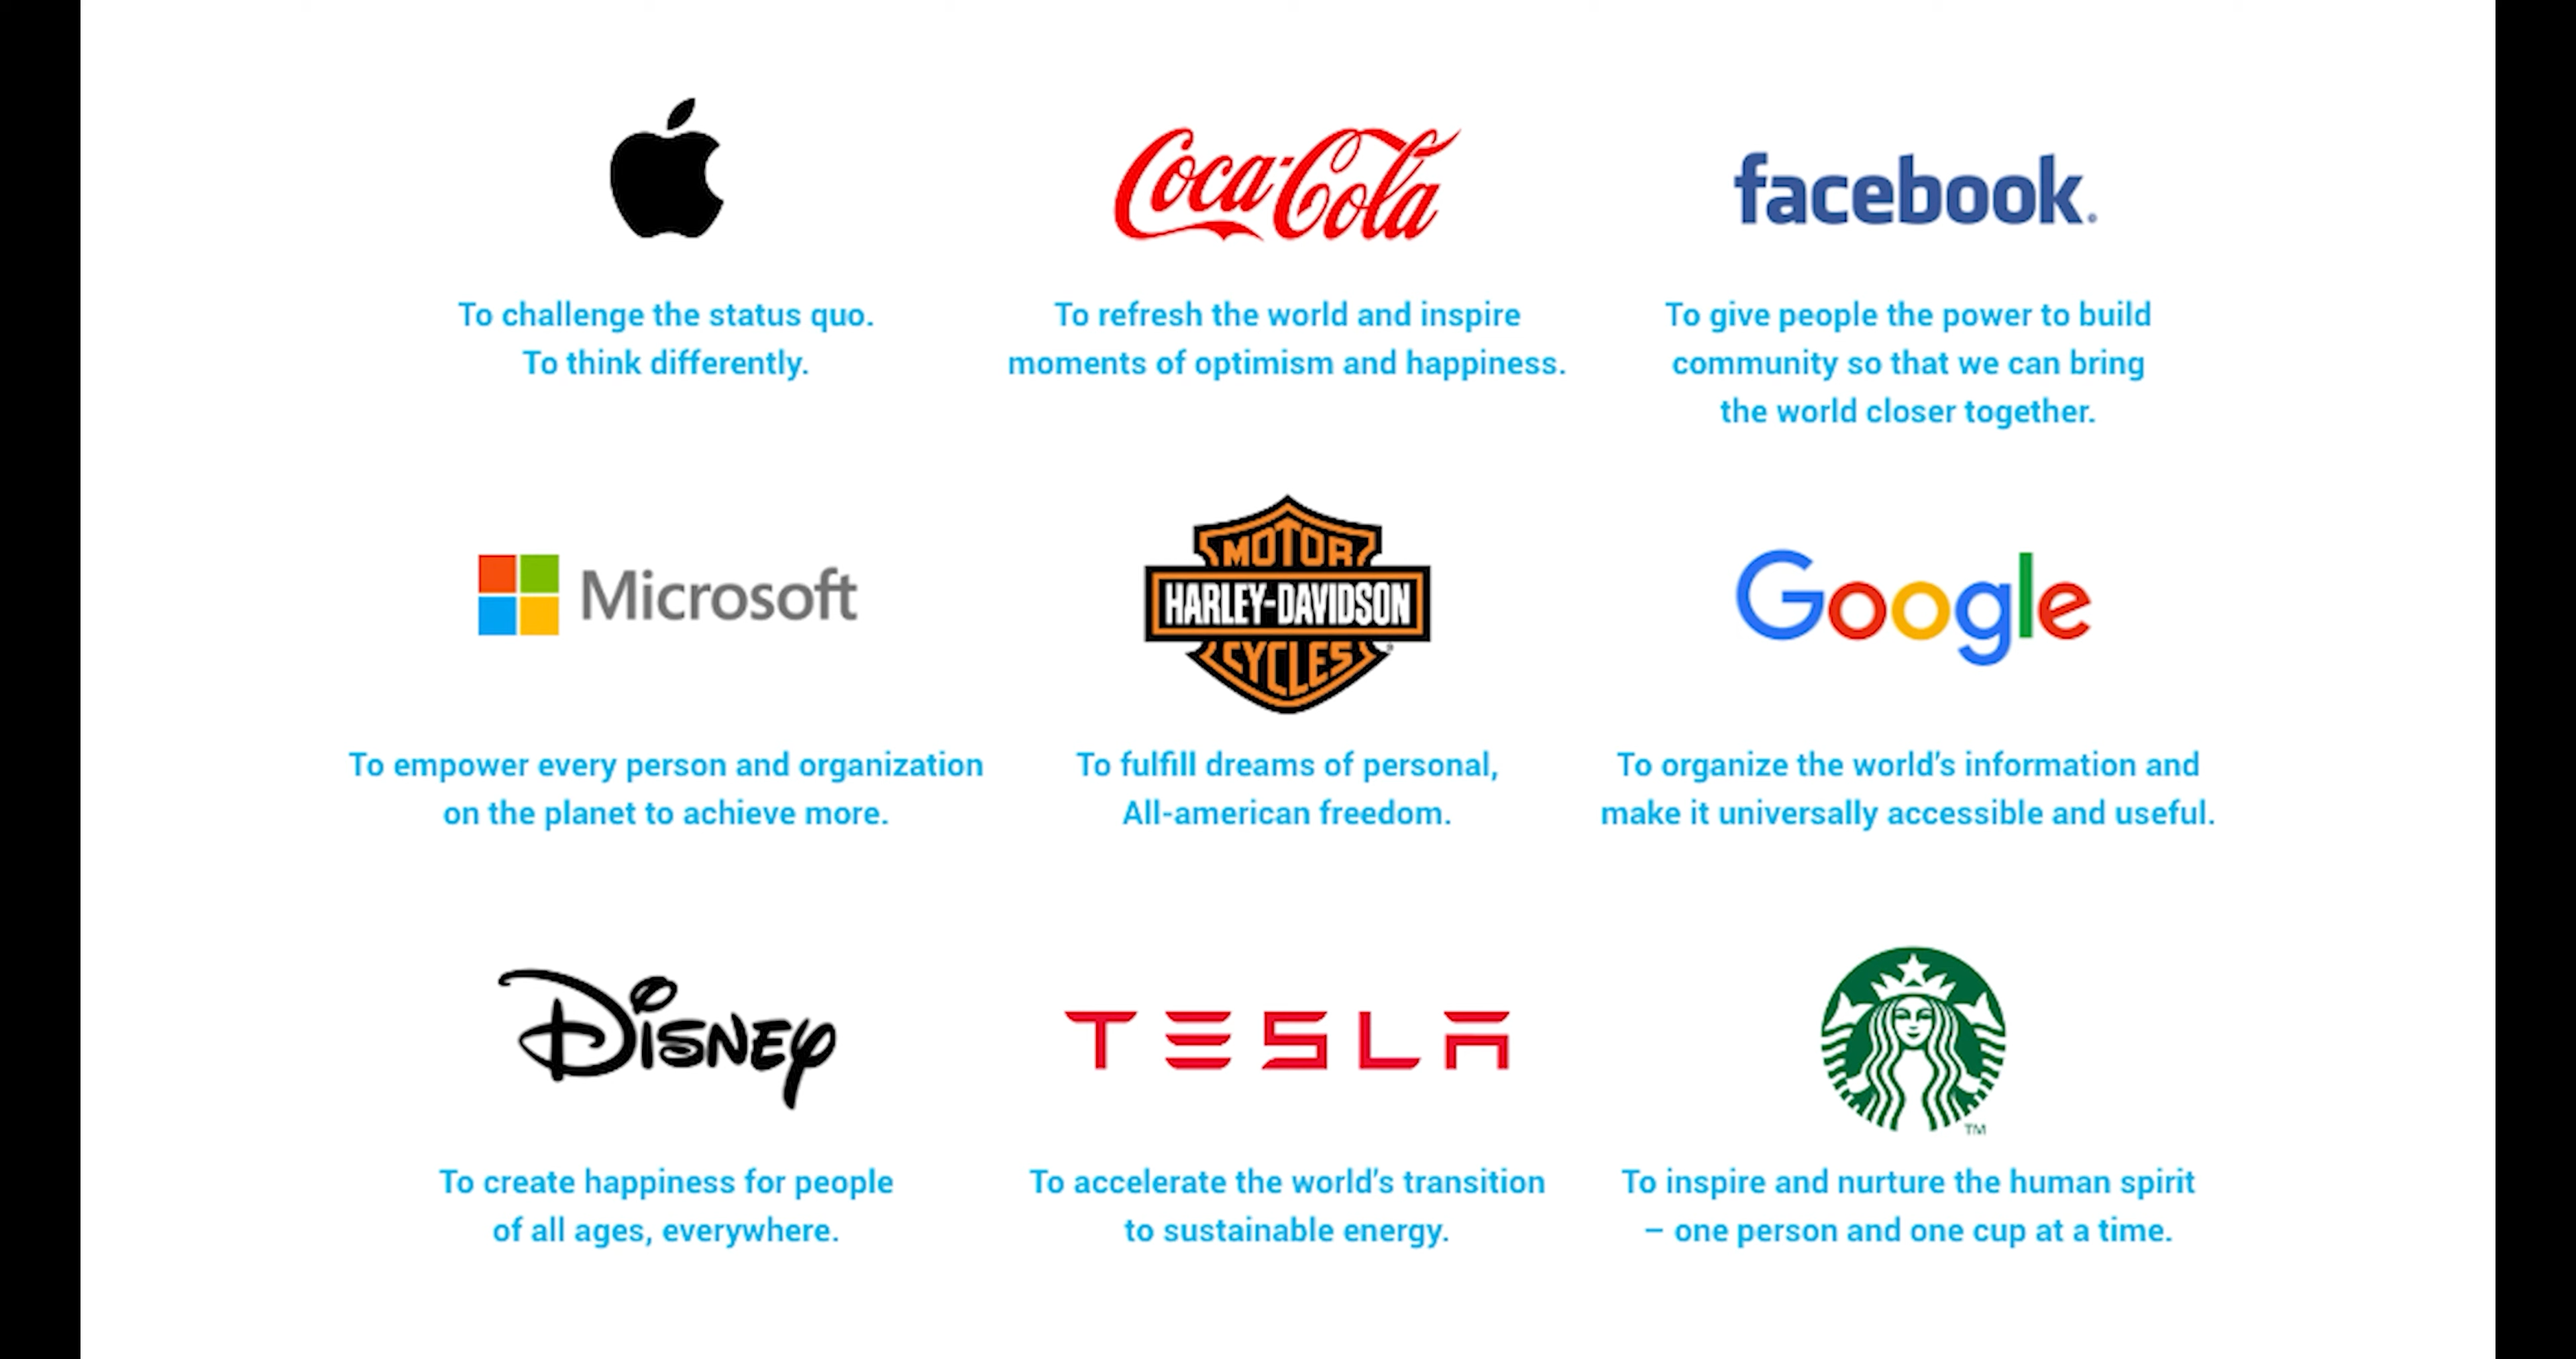 Coca-Cola
facebook®
To challenge the status quo.
To think differently.
To refresh the world and inspire
moments of optimism and happiness.
To give people the power to build
community so that we can bring
the world closer together.
Microsoft
MOTOR
HARLEY-DAVIDSON
CYCLES
Google
To empower every person and organization
on the planet to achieve more.
To fulfill dreams of personal,
All-american freedom.
To organize the world's information and
make it universally accessible and useful.
Disney
TESLA
TM
To create happiness for people
of all ages, everywhere.
To accelerate the world's transition
to sustainable energy.
To inspire and nurture the human spirit
– one person and one cup at a time.